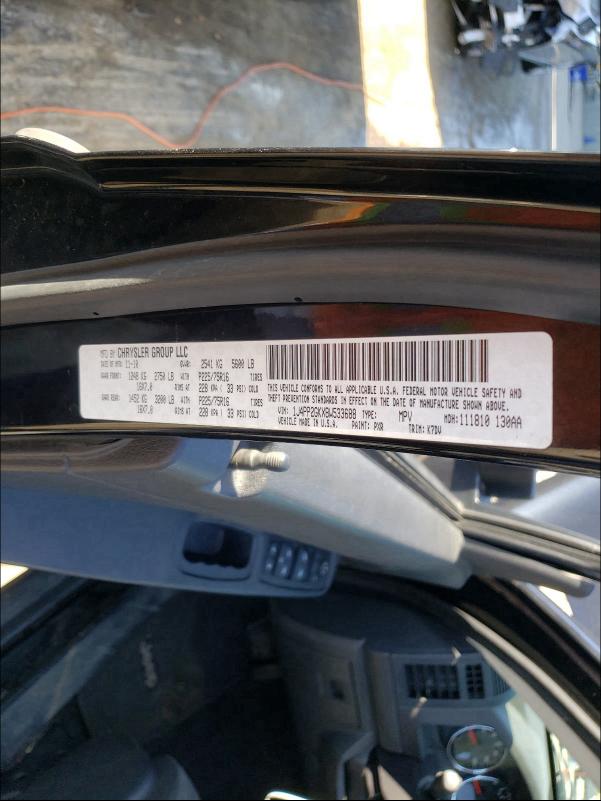 MFD BY: CHRYSLER GROUP LLC
DATE OF MFR: 11-10 GVWR: 2541 KG 5600 LB
GAWR FRONT: 1248 KG 2750 LB WITH P225/75R16 TIRES
16X7.0 RIMS AT 228 KPA / 33 PSI COLD
GAWR REAR: 1452 KG 3200 LB WITH P225/75R16 TIRES
16X7.0 RIMS AT 228 KPA / 33 PSI COLD
THIS VEHICLE CONFORMS TO ALL APPLICABLE U.S.A. FEDERAL MOTOR VEHICLE SAFETY AND
THEFT PREVENTION STANDARDS IN EFFECT ON THE DATE OF MANUFACTURE SHOWN ABOVE.
VIN: 1J4PP2GKXBW533688 TYPE: MPV MDH: 111810 130AA
VEHICLE MADE IN U.S.A. PAINT: PXR TRIM: K7DV